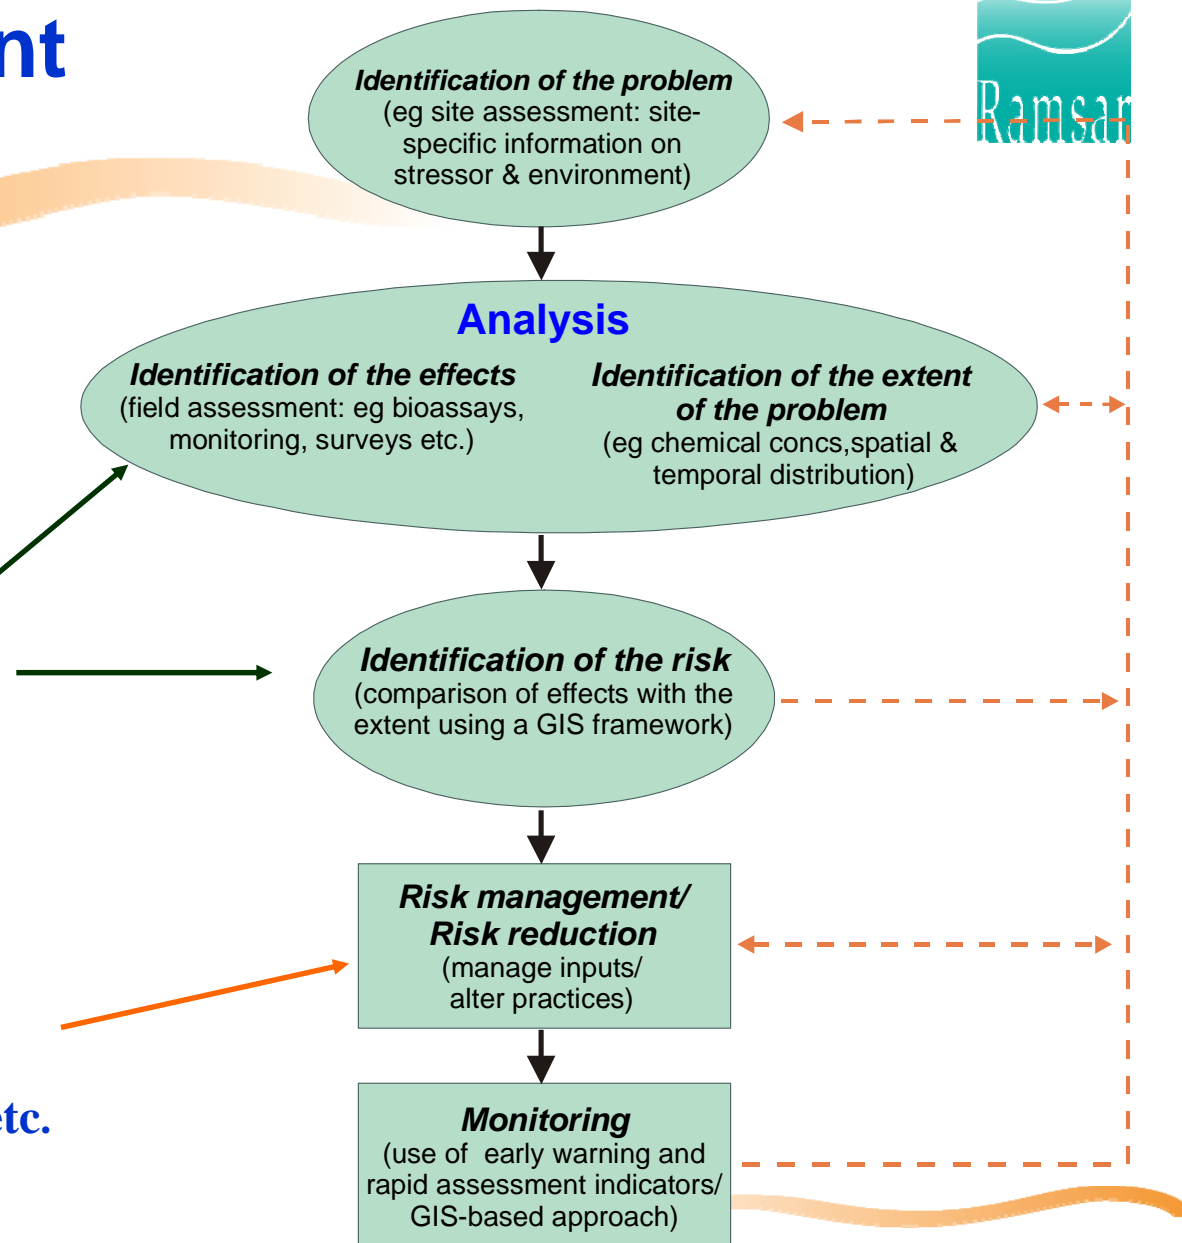 nt
Ramsar
Identification of the problem
(eg site assessment: site-
specific information on
stressor & environment)
Analysis
Identification of the effects
(field assessment: eg bioassays,
monitoring, surveys etc.)
Identification of the extent
of the problem
(eg chemical concs,spatial &
temporal distribution)
Identification of the risk
(comparison of effects with the
extent using a GIS framework)
Risk management/
Risk reduction
(manage inputs/
alter practices)
etc.
Monitoring
(use of early warning and
rapid assessment indicators/
GIS-based approach)